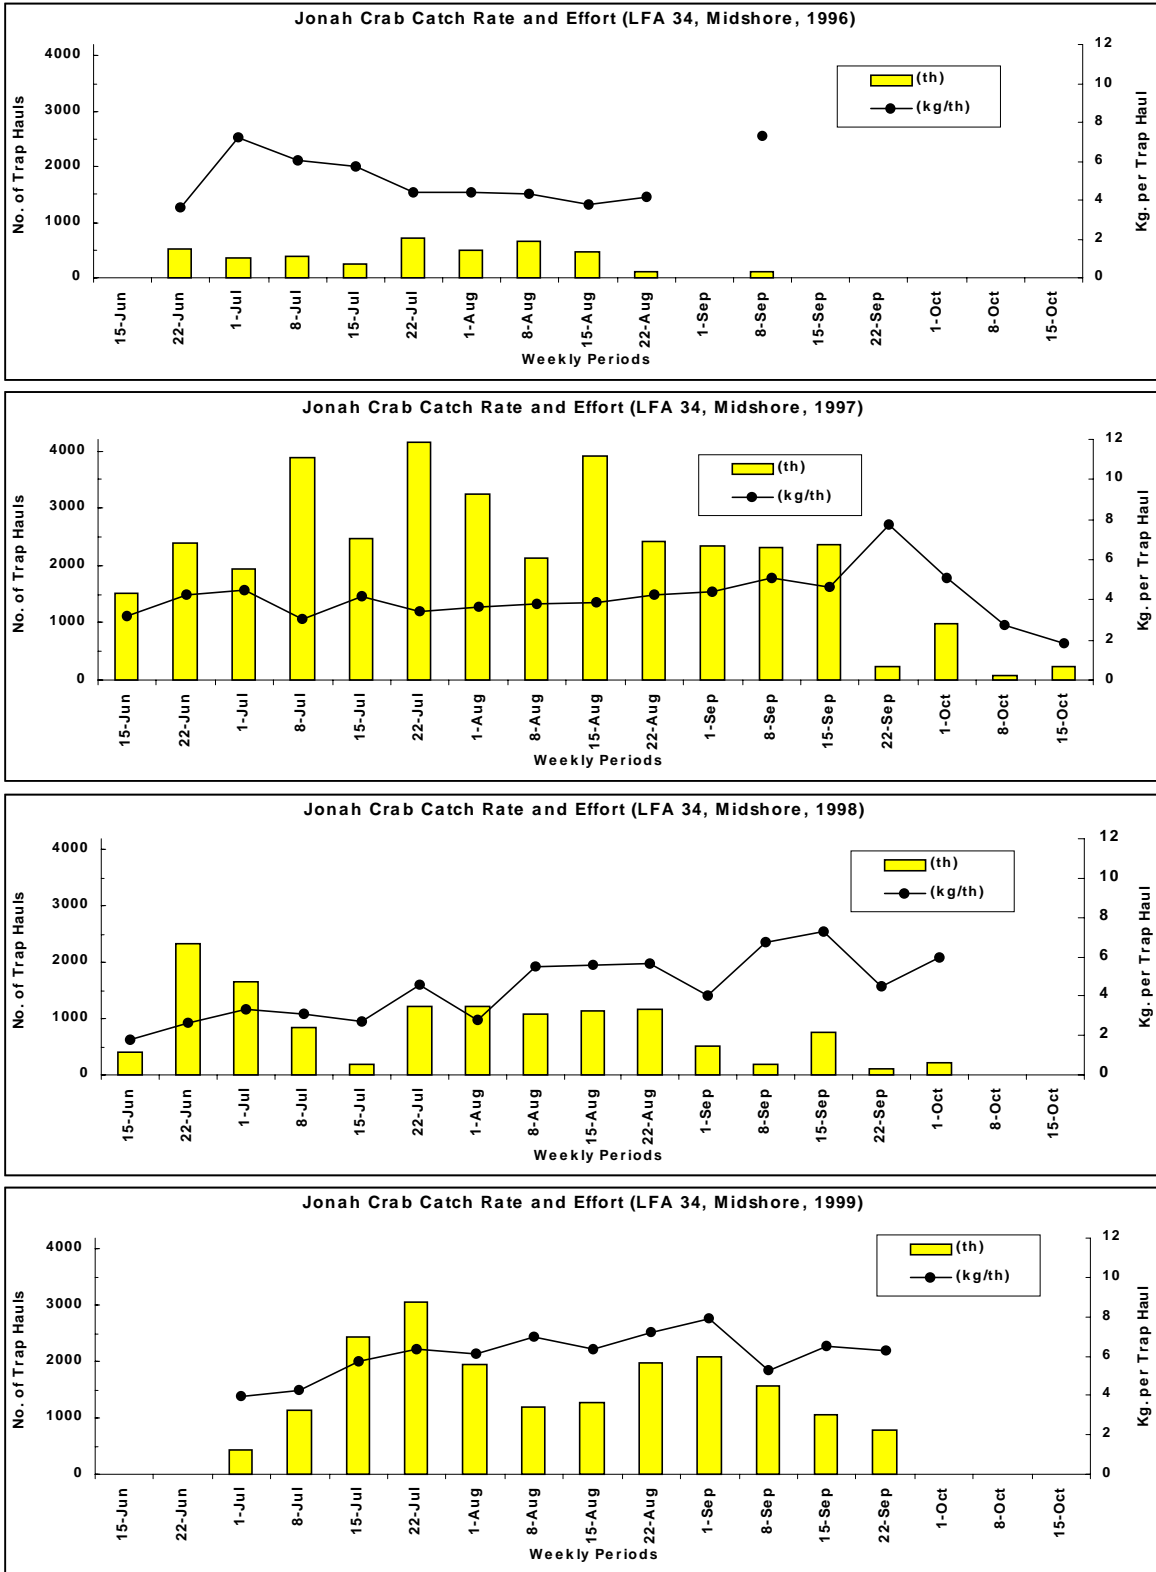 Jonah Crab Catch Rate and Effort (LFA 34, Midshore, 1996)
No. of Trap Hauls
4000
3000
2000
1000
0
12
10
8
6
4
2
0
Kg. per Trap Haul
(th)
(kg/th)
15-Jun 22-Jun 1-Jul 8-Jul 15-Jul 22-Jul 1-Aug 8-Aug 15-Aug 22-Aug 1-Sep 8-Sep 15-Sep 22-Sep 1-Oct 8-Oct 15-Oct
Weekly Periods
Jonah Crab Catch Rate and Effort (LFA 34, Midshore, 1997)
No. of Trap Hauls
4000
3000
2000
1000
0
12
10
8
6
4
2
0
Kg. per Trap Haul
(th)
(kg/th)
15-Jun 22-Jun 1-Jul 8-Jul 15-Jul 22-Jul 1-Aug 8-Aug 15-Aug 22-Aug 1-Sep 8-Sep 15-Sep 22-Sep 1-Oct 8-Oct 15-Oct
Weekly Periods
Jonah Crab Catch Rate and Effort (LFA 34, Midshore, 1998)
No. of Trap Hauls
4000
3000
2000
1000
0
12
10
8
6
4
2
0
Kg. per Trap Haul
(th)
(kg/th)
15-Jun 22-Jun 1-Jul 8-Jul 15-Jul 22-Jul 1-Aug 8-Aug 15-Aug 22-Aug 1-Sep 8-Sep 15-Sep 22-Sep 1-Oct 8-Oct 15-Oct
Weekly Periods
Jonah Crab Catch Rate and Effort (LFA 34, Midshore, 1999)
No. of Trap Hauls
4000
3000
2000
1000
0
12
10
8
6
4
2
0
Kg. per Trap Haul
(th)
(kg/th)
15-Jun 22-Jun 1-Jul 8-Jul 15-Jul 22-Jul 1-Aug 8-Aug 15-Aug 22-Aug 1-Sep 8-Sep 15-Sep 22-Sep 1-Oct 8-Oct 15-Oct
Weekly Periods